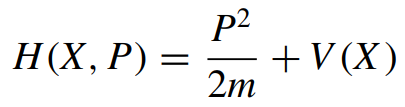 H(X, P) = P²/2m + V(X)